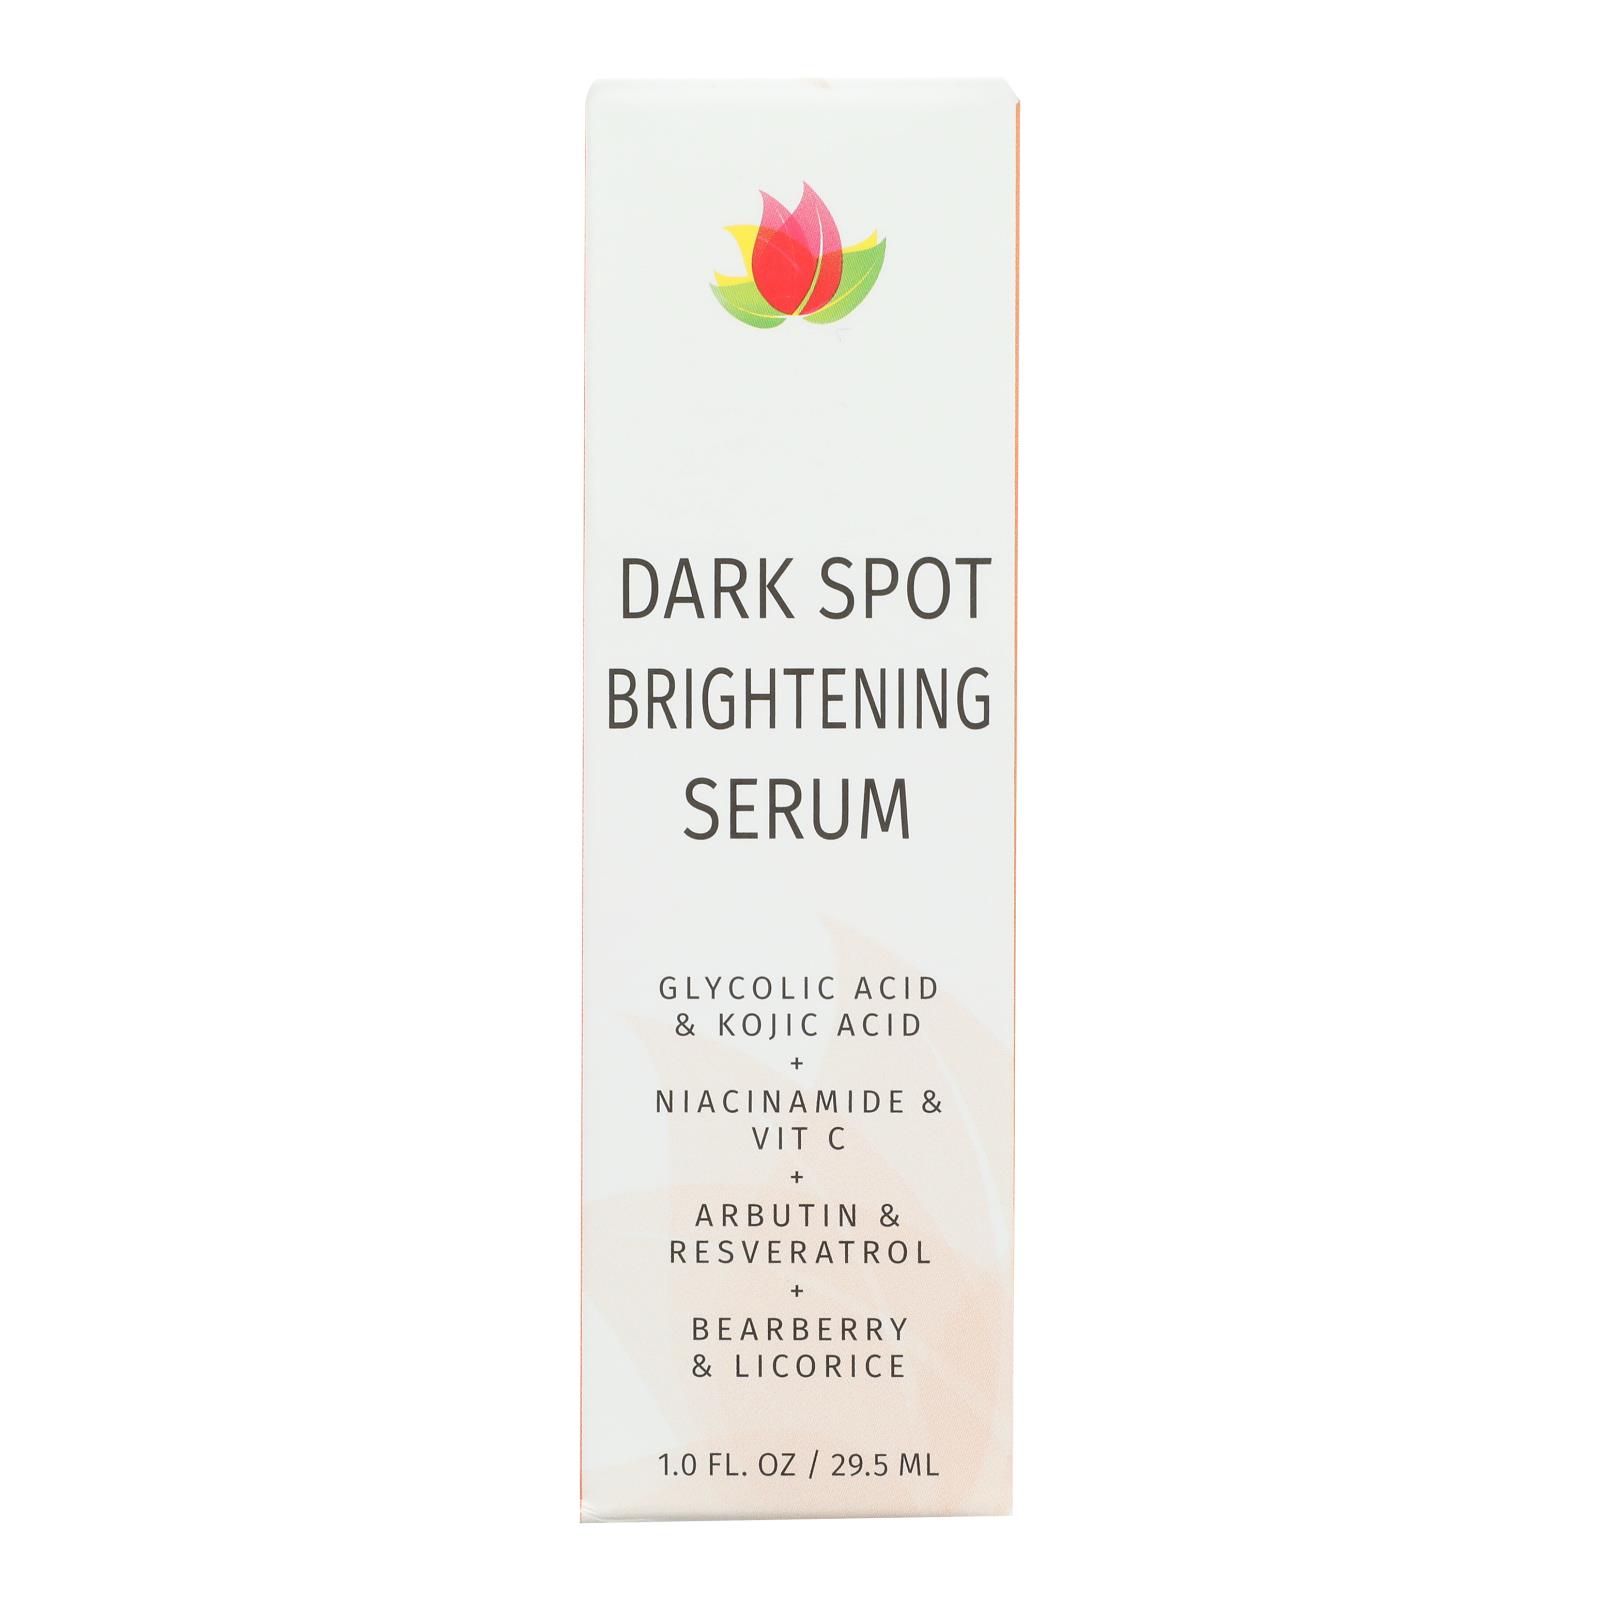 DARK SPOT
BRIGHTENING
SERUM
GLYCOLIC ACID
& KOJIC ACID
+
NIACINAMIDE &
VIT C
+
ARBUTIN &
RESVERATROL
+
BEARBERRY
& LICORICE
1.0 FL. OZ / 29.5 ML